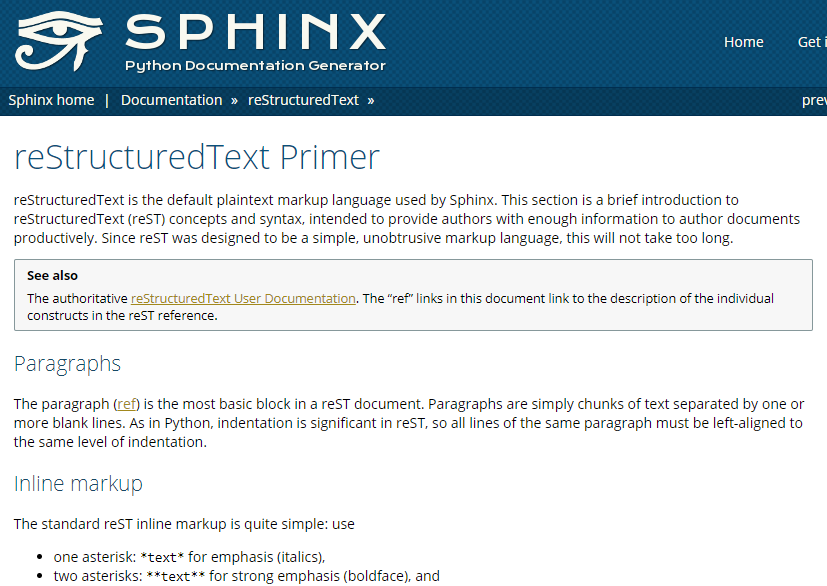 SPHINX
Python Documentation Generator
Home Get i
Sphinx home | Documentation » reStructuredText » prev
reStructuredText Primer
reStructuredText is the default plaintext markup language used by Sphinx. This section is a brief introduction to
reStructuredText (reST) concepts and syntax, intended to provide authors with enough information to author documents
productively. Since reST was designed to be a simple, unobtrusive markup language, this will not take too long.
See also
The authoritative reStructuredText User Documentation. The “ref” links in this document link to the description of the individual
constructs in the reST reference.
Paragraphs
The paragraph (ref) is the most basic block in a reST document. Paragraphs are simply chunks of text separated by one or
more blank lines. As in Python, indentation is significant in reST, so all lines of the same paragraph must be left-aligned to
the same level of indentation.
Inline markup
The standard reST inline markup is quite simple: use
• one asterisk: *text* for emphasis (italics),
• two asterisks: **text** for strong emphasis (boldface), and